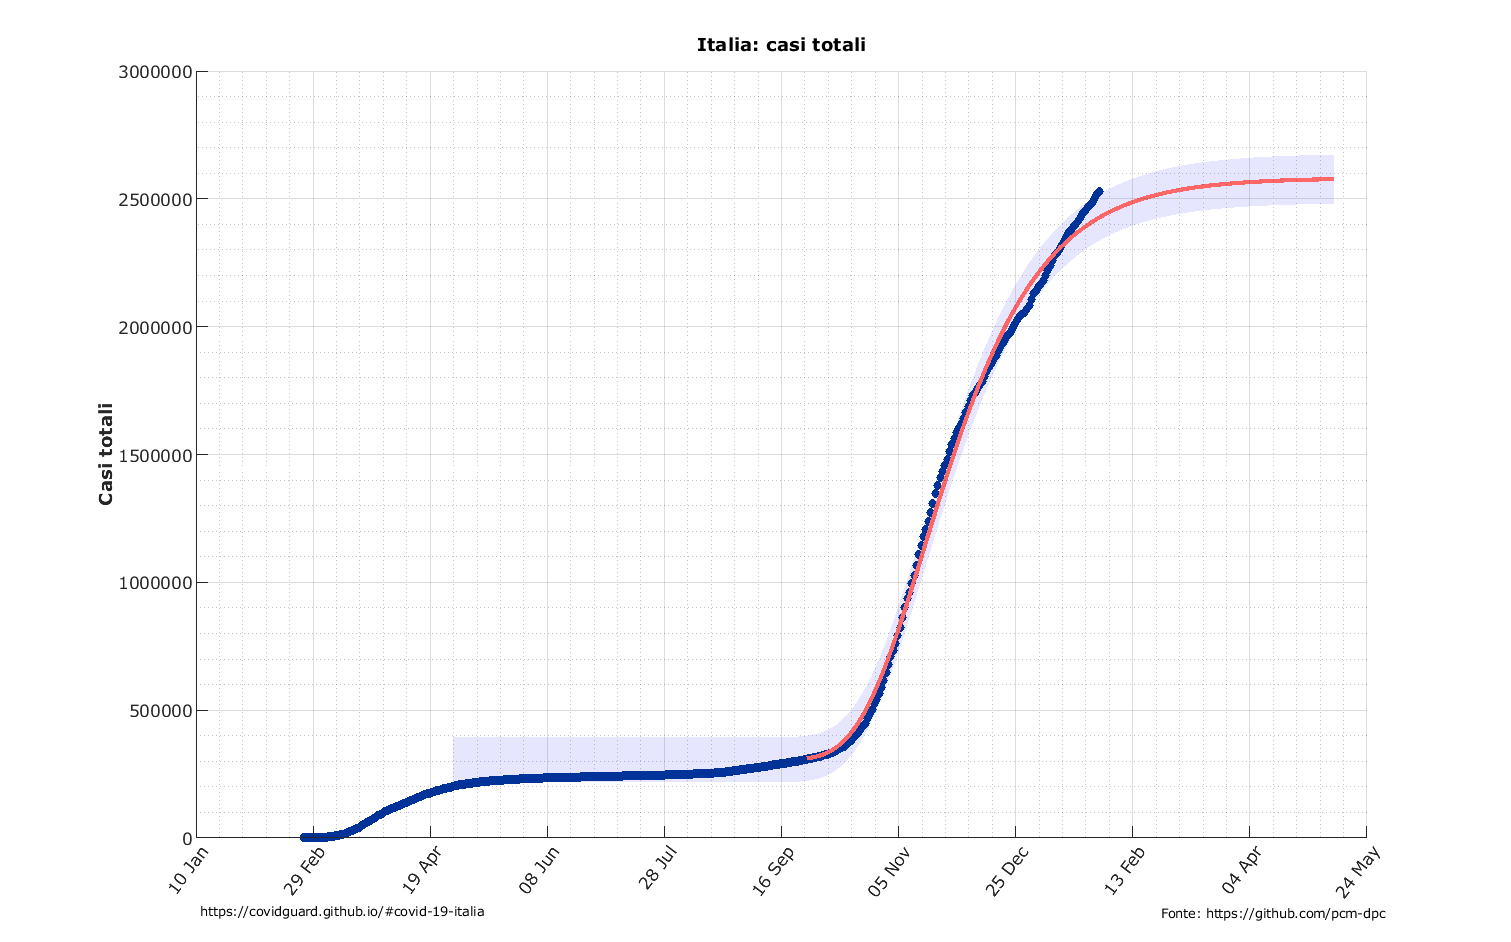 Italia: casi totali
3000000
2500000
2000000
1500000
1000000
500000
0
Casi totali
10 Jan
29 Feb
19 Apr
08 Jun
28 Jul
16 Sep
05 Nov
25 Dec
13 Feb
04 Apr
24 May
https://covidguard.github.io/#covid-19-italia
Fonte: https://github.com/pcm-dpc